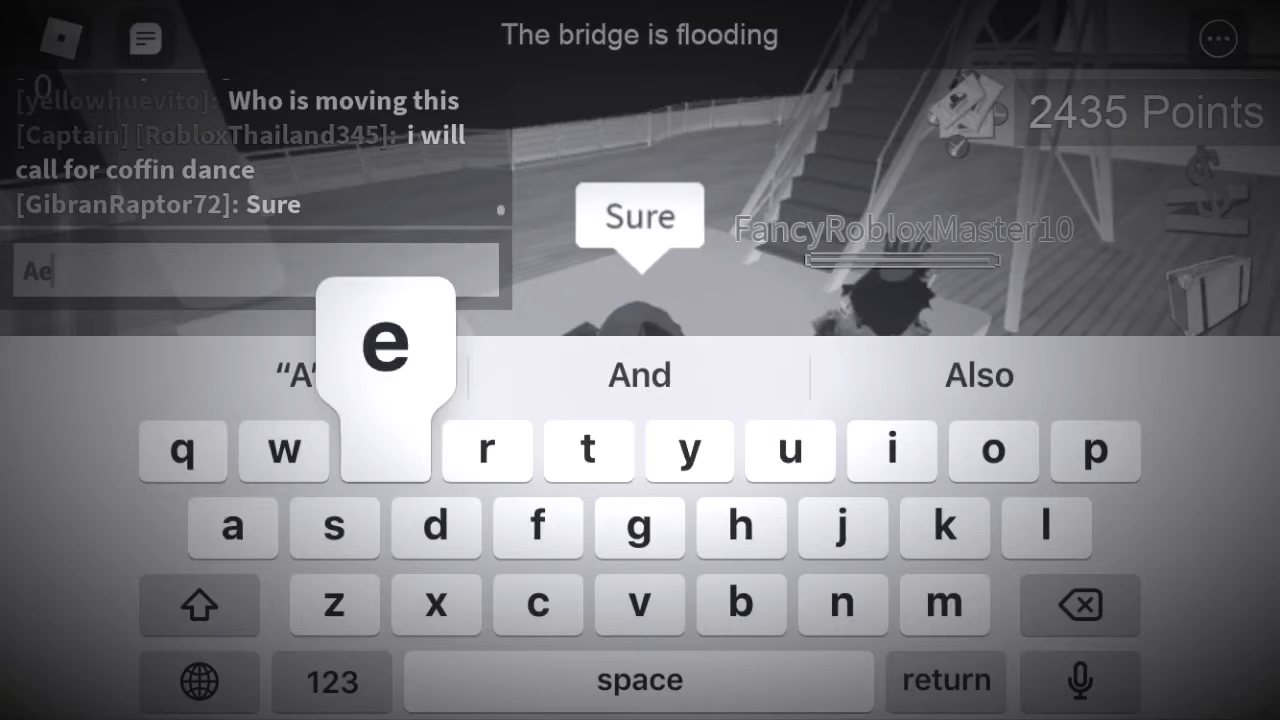 The bridge is flooding
0
[yellowhuevito]: Who is moving this
[Captain] [RobloxThailand345]: i will
call for coffin dance
[GibranRaptor72]: Sure
2435 Points
Sure
FancyRobloxMaster10
Ae
e
“A” And Also
q w r t y u i o p
a s d f g h j k l
z x c v b n m
123 space return